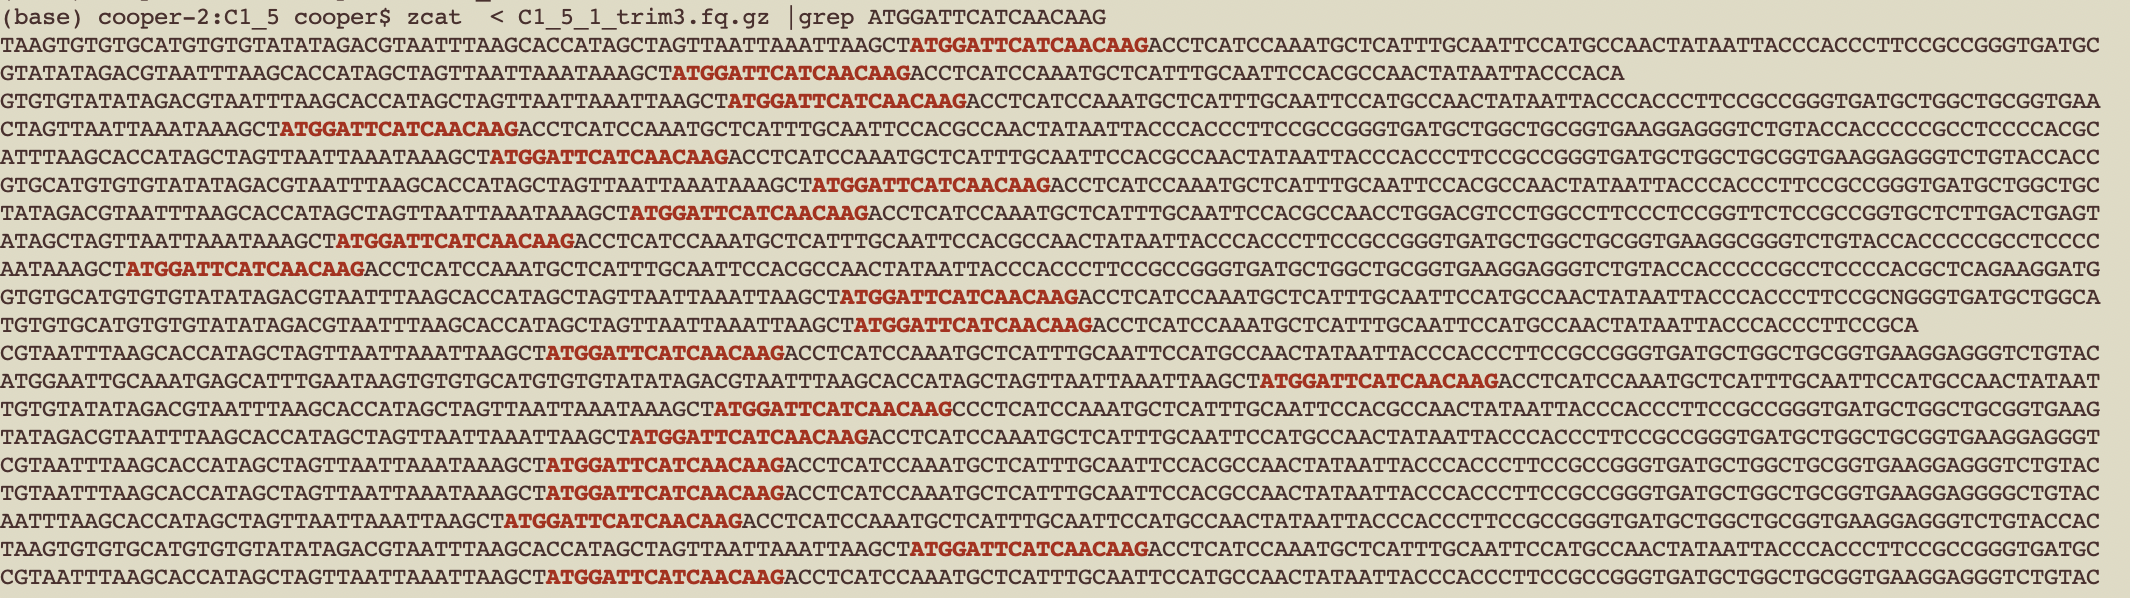 (base) cooper-2:C1_5 cooper$ zcat  < C1_5_1_trim3.fq.gz |grep ATGGATTCATCAACAAG
TAAGTGTGTGCATGTGTGTATATAGACGTAATTTAAGCACCATAGCTAGTTAATTAAATTAAGCTATGGATTCATCAACAAGACCTCATCCAAATGCTCATTTGCAATTCCATGCCAACTATAATTACCCACCCTTCCGCCGGGTGATGC
GTATATAGACGTAATTTAAGCACCATAGCTAGTTAATTAAATAAAGCTATGGATTCATCAACAAGACCTCATCCAAATGCTCATTTGCAATTCCACGCCAACTATAATTACCCACA
GTGTGTATATAGACGTAATTTAAGCACCATAGCTAGTTAATTAAATTAAGCTATGGATTCATCAACAAGACCTCATCCAAATGCTCATTTGCAATTCCATGCCAACTATAATTACCCACCCTTCCGCCGGGTGATGCTGGCTGCGGTGAA
CTAGTTAATTAAATAAAGCTATGGATTCATCAACAAGACCTCATCCAAATGCTCATTTGCAATTCCACGCCAACTATAATTACCCACCCTTCCGCCGGGTGATGCTGGCTGCGGTGAAGGAGGGTCTGTACCACCCCCGCCTCCCCACGC
ATTTAAGCACCATAGCTAGTTAATTAAATAAAGCTATGGATTCATCAACAAGACCTCATCCAAATGCTCATTTGCAATTCCACGCCAACTATAATTACCCACCCTTCCGCCGGGTGATGCTGGCTGCGGTGAAGGAGGGTCTGTACCACC
GTGCATGTGTGTATATAGACGTAATTTAAGCACCATAGCTAGTTAATTAAATAAAGCTATGGATTCATCAACAAGACCTCATCCAAATGCTCATTTGCAATTCCACGCCAACTATAATTACCCACCCTTCCGCCGGGTGATGCTGGCTGC
TATAGACGTAATTTAAGCACCATAGCTAGTTAATTAAATAAAGCTATGGATTCATCAACAAGACCTCATCCAAATGCTCATTTGCAATTCCACGCCAACCTGGACGTCCTGGCCTTCCCTCCGGTTCTCCGCCGGTGCTCTTGACTGAGT
ATAGCTAGTTAATTAAATAAAGCTATGGATTCATCAACAAGACCTCATCCAAATGCTCATTTGCAATTCCACGCCAACTATAATTACCCACCCTTCCGCCGGGTGATGCTGGCTGCGGTGAAGGCGGGTCTGTACCACCCCCGCCTCCCC
AATAAAGCTATGGATTCATCAACAAGACCTCATCCAAATGCTCATTTGCAATTCCACGCCAACTATAATTACCCACCCTTCCGCCGGGTGATGCTGGCTGCGGTGAAGGAGGGTCTGTACCACCCCCGCCTCCCCACGCTCAGAAGGATG
GTGTGCATGTGTGTATATAGACGTAATTTAAGCACCATAGCTAGTTAATTAAATTAAGCTATGGATTCATCAACAAGACCTCATCCAAATGCTCATTTGCAATTCCATGCCAACTATAATTACCCACCCTTCCGCNGGGTGATGCTGGCA
TGTGTGCATGTGTGTATATAGACGTAATTTAAGCACCATAGCTAGTTAATTAAATTAAGCTATGGATTCATCAACAAGACCTCATCCAAATGCTCATTTGCAATTCCATGCCAACTATAATTACCCACCCTTCCGCA
CGTAATTTAAGCACCATAGCTAGTTAATTAAATTAAGCTATGGATTCATCAACAAGACCTCATCCAAATGCTCATTTGCAATTCCATGCCAACTATAATTACCCACCCTTCCGCCGGGTGATGCTGGCTGCGGTGAAGGAGGGTCTGTAC
ATGGAATTGCAAATGAGCATTTGAATAAGTGTGTGCATGTGTGTATATAGACGTAATTTAAGCACCATAGCTAGTTAATTAAATTAAGCTATGGATTCATCAACAAGACCTCATCCAAATGCTCATTTGCAATTCCATGCCAACTATAAT
TGTGTATATAGACGTAATTTAAGCACCATAGCTAGTTAATTAAATAAAGCTATGGATTCATCAACAAGCCCTCATCCAAATGCTCATTTGCAATTCCACGCCAACTATAATTACCCACCCTTCCGCCGGGTGATGCTGGCTGCGGTGAAG
TATAGACGTAATTTAAGCACCATAGCTAGTTAATTAAATTAAGCTATGGATTCATCAACAAGACCTCATCCAAATGCTCATTTGCAATTCCATGCCAACTATAATTACCCACCCTTCCGCCGGGTGATGCTGGCTGCGGTGAAGGAGGGT
CGTAATTTAAGCACCATAGCTAGTTAATTAAATAAAGCTATGGATTCATCAACAAGACCTCATCCAAATGCTCATTTGCAATTCCACGCCAACTATAATTACCCACCCTTCCGCCGGGTGATGCTGGCTGCGGTGAAGGAGGGTCTGTAC
TGTAATTTAAGCACCATAGCTAGTTAATTAAATAAAGCTATGGATTCATCAACAAGACCTCATCCAAATGCTCATTTGCAATTCCACGCCAACTATAATTACCCACCCTTCCGCCGGGTGATGCTGGCTGCGGTGAAGGAGGGGCTGTAC
AATTTAAGCACCATAGCTAGTTAATTAAATTAAGCTATGGATTCATCAACAAGACCTCATCCAAATGCTCATTTGCAATTCCATGCCAACTATAATTACCCACCCTTCCGCCGGGTGATGCTGGCTGCGGTGAAGGAGGGTCTGTACCAC
TAAGTGTGTGCATGTGTGTATATAGACGTAATTTAAGCACCATAGCTAGTTAATTAAATTAAGCTATGGATTCATCAACAAGACCTCATCCAAATGCTCATTTGCAATTCCATGCCAACTATAATTACCCACCCTTCCGCCGGGTGATGC
CGTAATTTAAGCACCATAGCTAGTTAATTAAATTAAGCTATGGATTCATCAACAAGACCTCATCCAAATGCTCATTTGCAATTCCATGCCAACTATAATTACCCACCCTTCCGCCGGGTGATGCTGGCTGCGGTGAAGGAGGGTCTGTAC